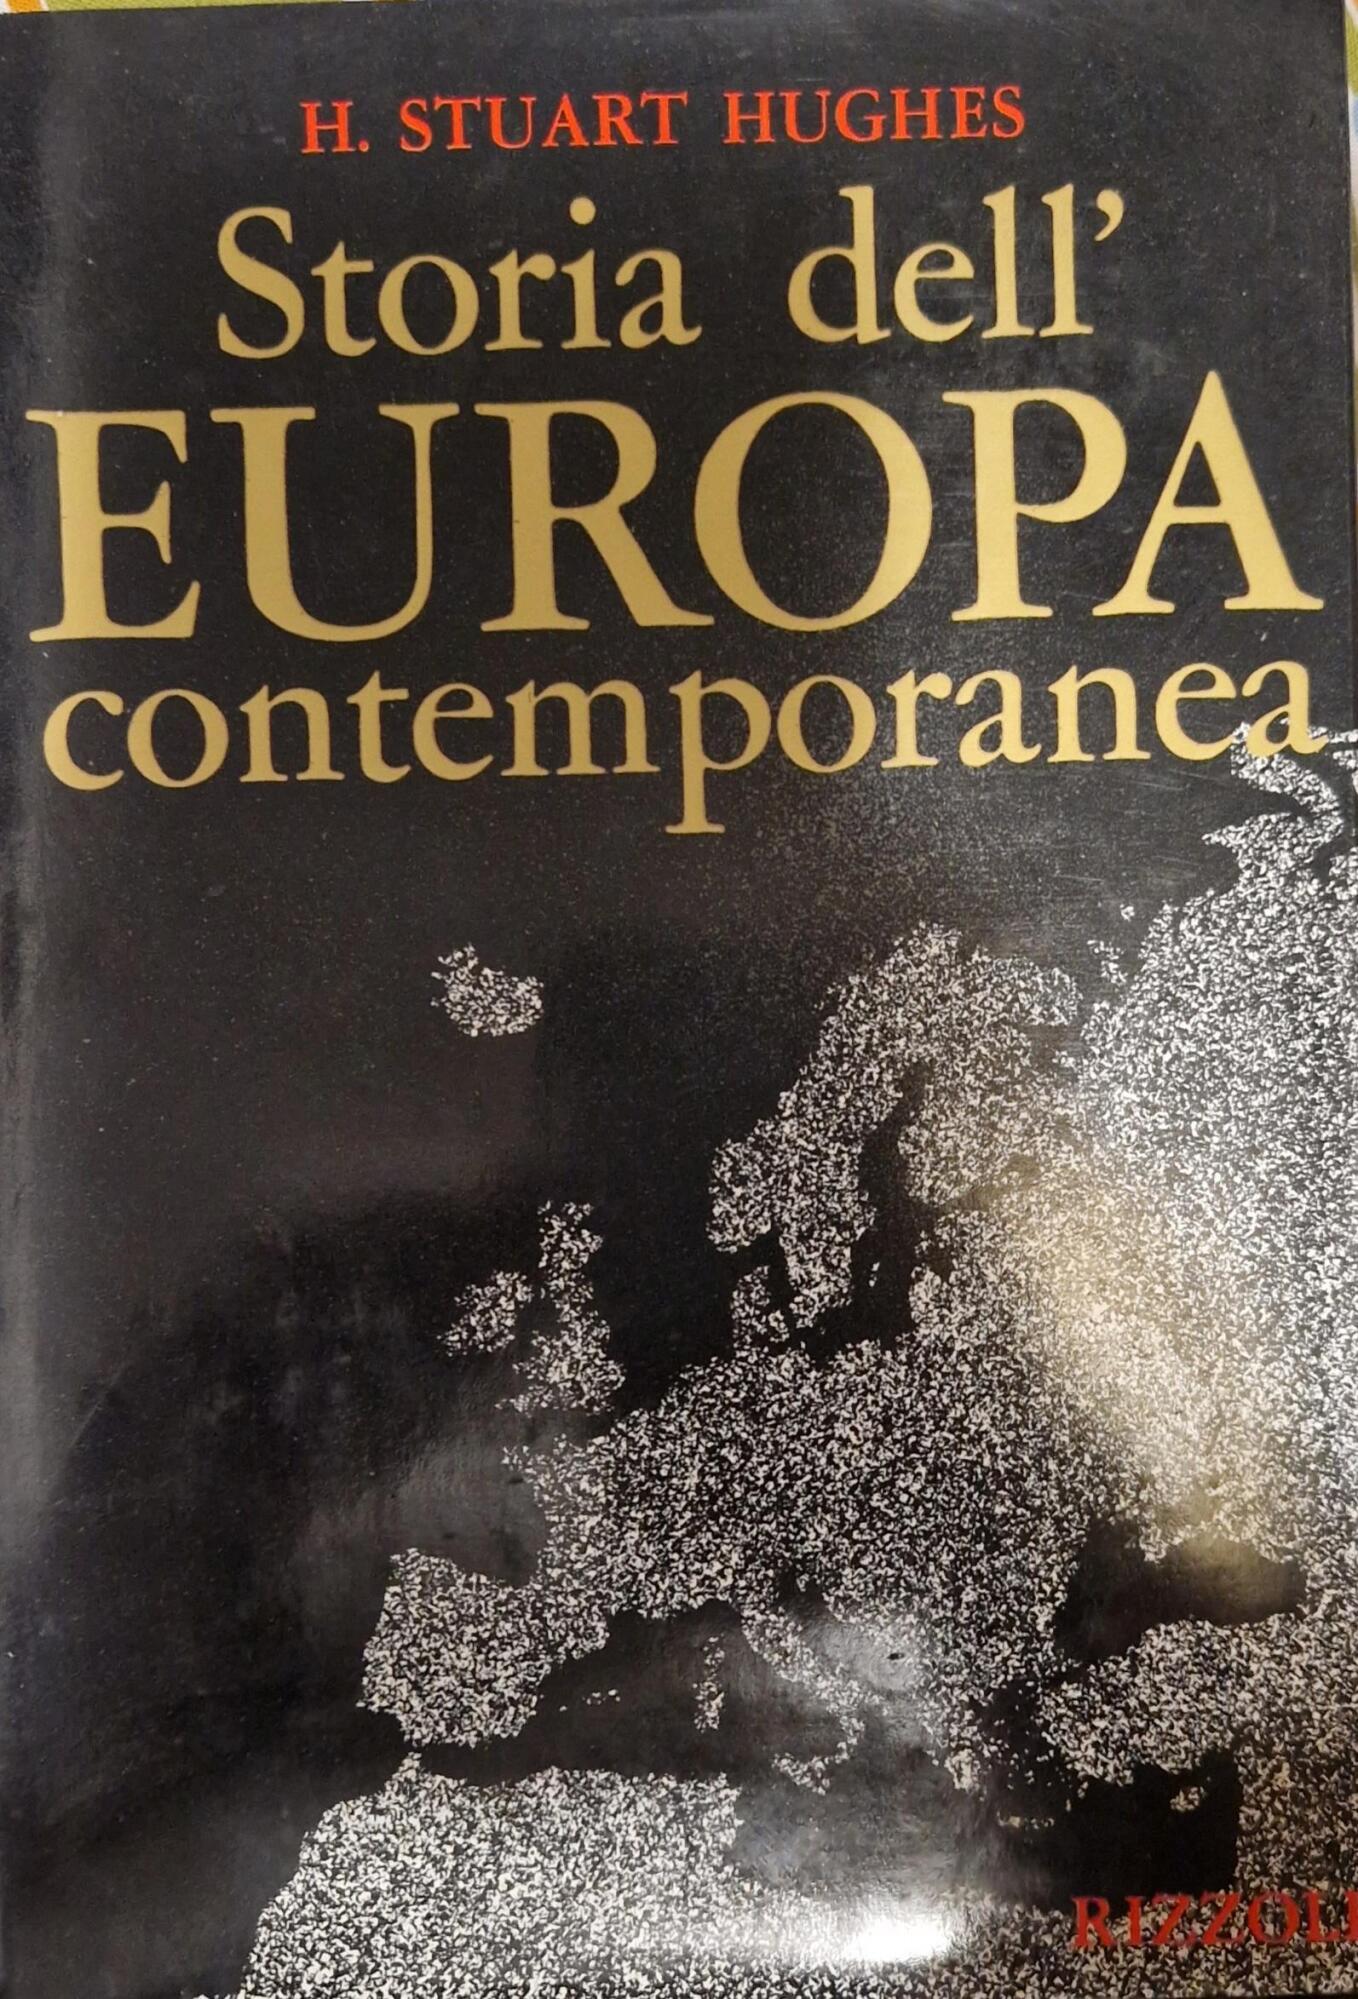 H. STUART HUGHES
Storia dell'
EUROPA
contemporanea
RIZZOLI